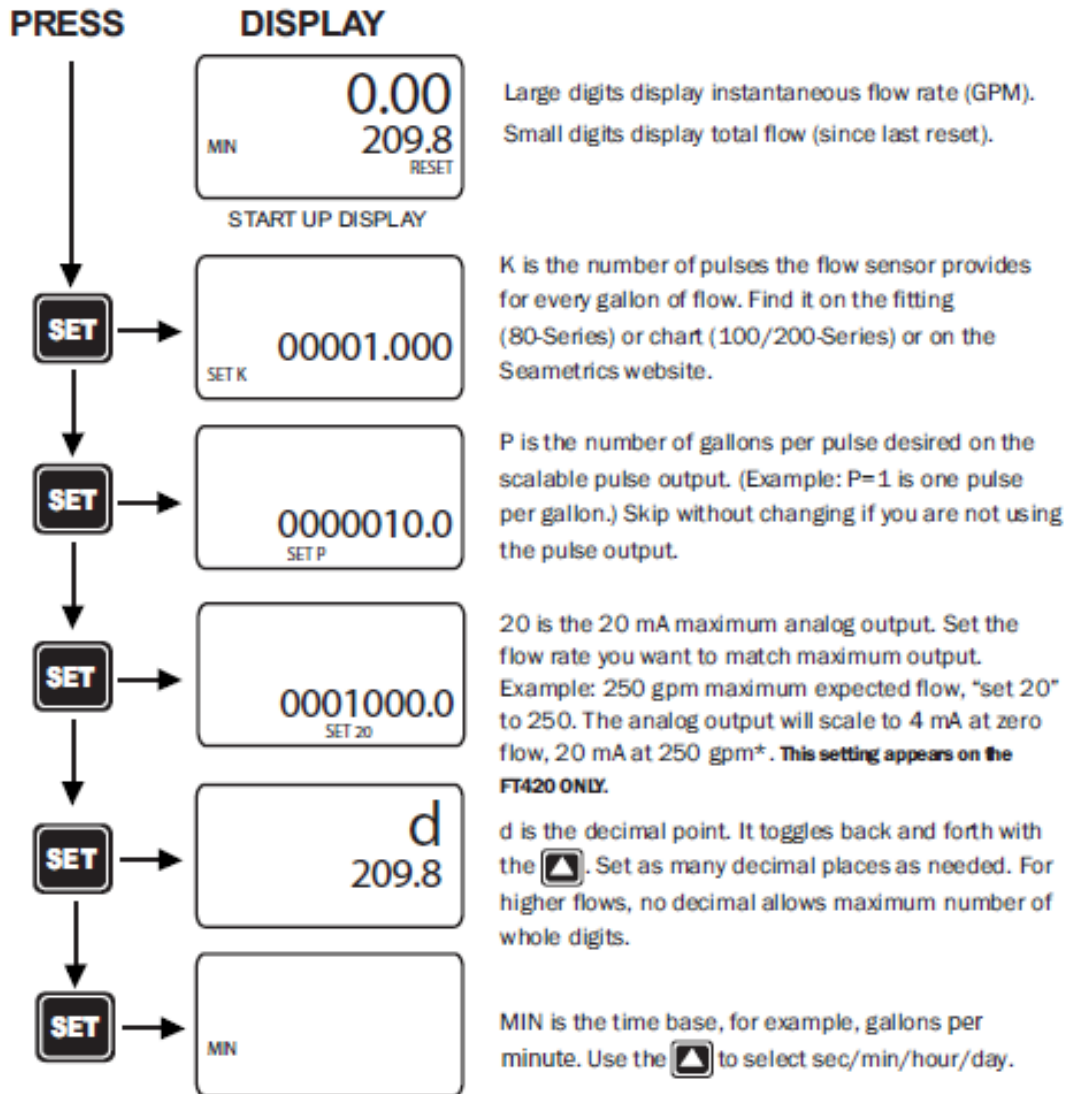 PRESS DISPLAY
0.00
MIN 209.8
RESET
START UP DISPLAY
Large digits display instantaneous flow rate (GPM).
Small digits display total flow (since last reset).
SET
00001.000
SET K
K is the number of pulses the flow sensor provides
for every gallon of flow. Find it on the fitting
(80-Series) or chart (100/200-Series) or on the
Seametrics website.
SET
0000010.0
SET P
P is the number of gallons per pulse desired on the
scalable pulse output. (Example: P=1 is one pulse
per gallon.) Skip without changing if you are not using
the pulse output.
SET
0001000.0
SET 20
20 is the 20 mA maximum analog output. Set the
flow rate you want to match maximum output.
Example: 250 gpm maximum expected flow, “set 20”
to 250. The analog output will scale to 4 mA at zero
flow, 20 mA at 250 gpm*. This setting appears on the
FT420 ONLY.
SET
d
209.8
d is the decimal point. It toggles back and forth with
the . Set as many decimal places as needed. For
higher flows, no decimal allows maximum number of
whole digits.
SET
MIN
MIN is the time base, for example, gallons per
minute. Use the to select sec/min/hour/day.